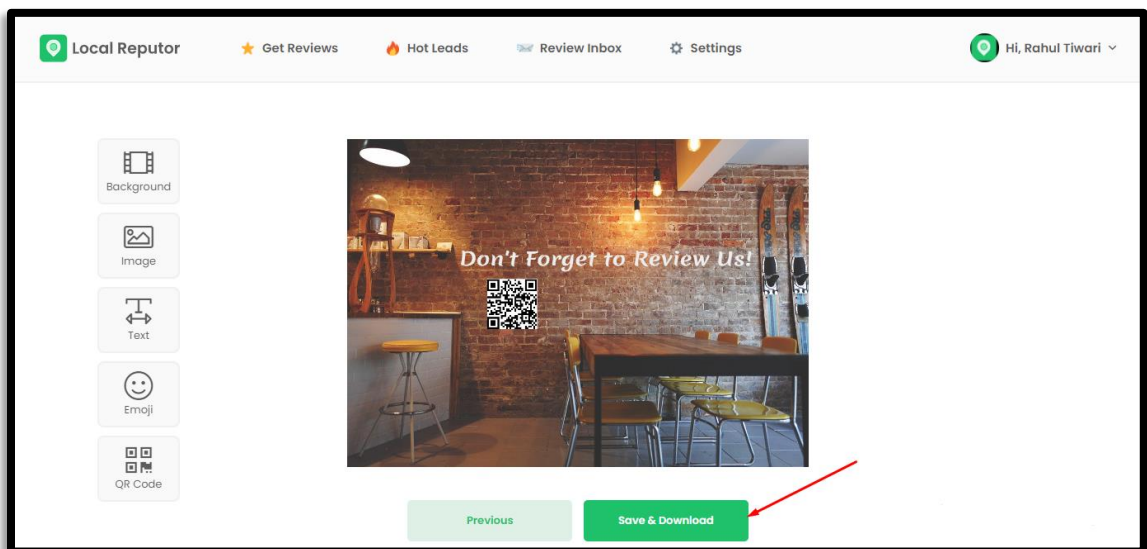 Local Reputor
Get Reviews
Hot Leads
Review Inbox
Settings
Hi, Rahul Tiwari
Background
Image
Text
Emoji
QR Code
Don't Forget to Review Us!
Previous
Save & Download